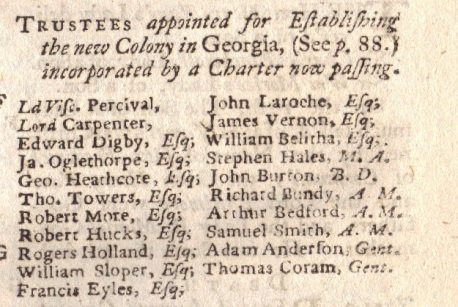 TRUSTEES appointed for Eſtabliſhing
the new Colony in Georgia, (See p. 88.)
incorporated by a Charter now paſſing.
Ld Viſc. Percival,
Lord Carpenter,
Edward Digby, Eſq;
Ja. Oglethorpe, Eſq;
Geo. Heathcote, Eſq;
Tho. Towers, Eſq;
Robert More, Eſq;
Robert Hucks, Eſq;
Rogers Holland, Eſq;
William Sloper, Eſq;
Francis Eyles, Eſq;
John Laroche, Eſq;
James Vernon, Eſq;
William Belitha, Eſq;
Stephen Hales, M. A.
John Burton, B. D.
Richard Bundy, A M.
Arthur Bedford, A. M.
Samuel Smith, A. M.
Adam Anderſon, Gent.
Thomas Coram, Gent.